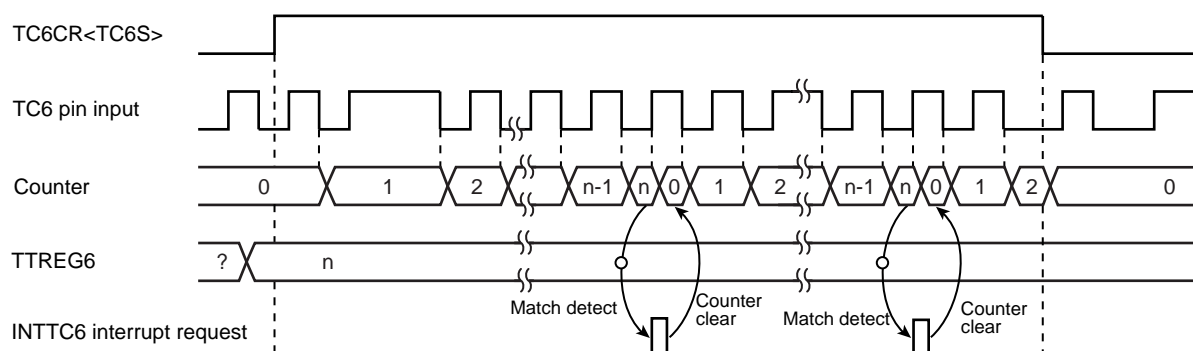 TC6CR<TC6S>
TC6 pin input
Counter
0 1 2 n-1 n 0 1 2 n-1 n 0 1 2 0
TTREG6
? n
Match detect Counter clear Match detect Counter clear
INTTC6 interrupt request